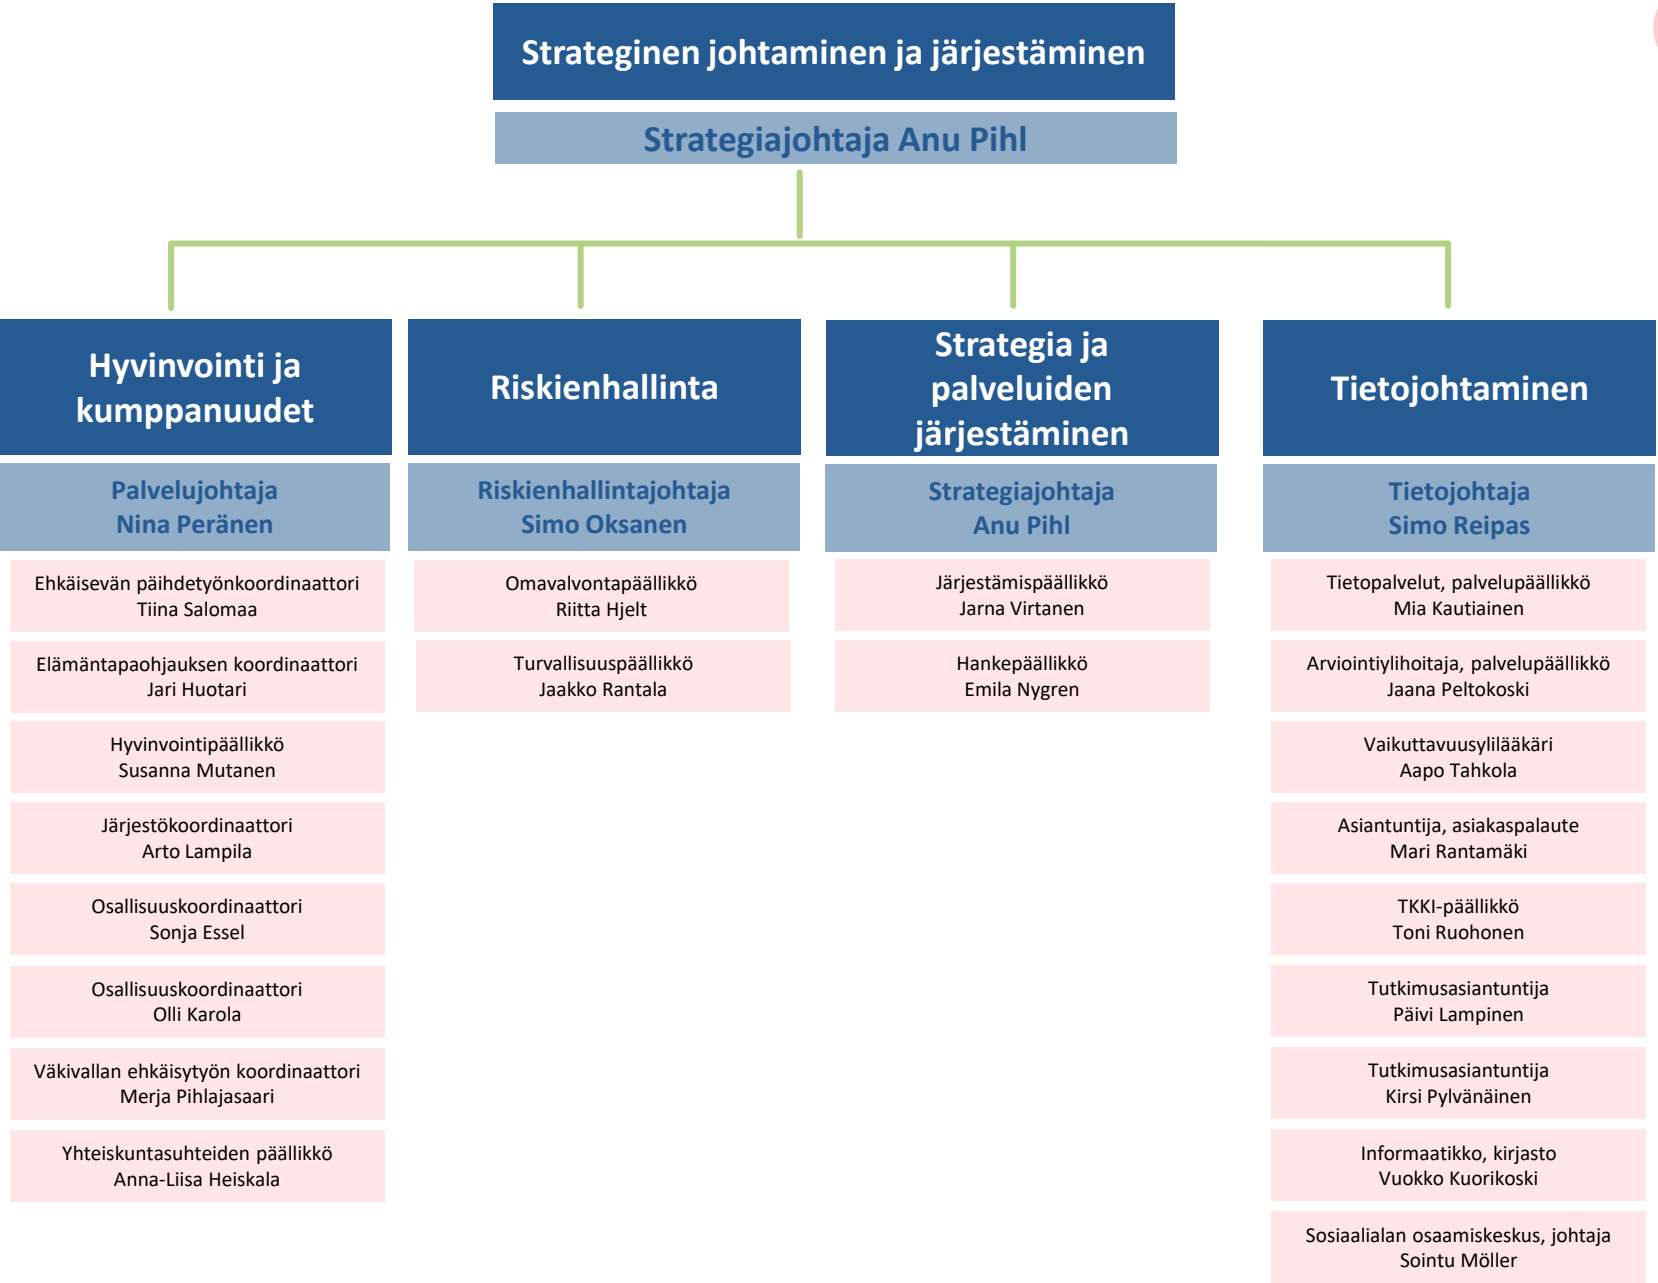 Strateginen johtaminen ja järjestäminen
Strategiajohtaja Anu Pihl
Hyvinvointi ja
kumppanuudet
Palvelujohtaja
Nina Peränen
Ehkäisevän päihdetyönkoordinaattori
Tiina Salomaa
Elämäntapaohjauksen koordinaattori
Jari Huotari
Hyvinvointipäällikkö
Susanna Mutanen
Järjestökoordinaattori
Arto Lampila
Osallisuuskoordinaattori
Sonja Essel
Osallisuuskoordinaattori
Olli Karola
Väkivallan ehkäisytyön koordinaattori
Merja Pihlajasaari
Yhteiskuntasuhteiden päällikkö
Anna-Liisa Heiskala
Riskienhallinta
Riskienhallintajohtaja
Simo Oksanen
Omavalvontapäällikkö
Riitta Hjelt
Turvallisuuspäällikkö
Jaakko Rantala
Strategia ja
palveluiden
järjestäminen
Strategiajohtaja
Anu Pihl
Järjestämispäällikkö
Jarna Virtanen
Hankepäällikkö
Emila Nygren
Tietojohtaminen
Tietojohtaja
Simo Reipas
Tietopalvelut, palvelupäällikkö
Mia Kautiainen
Arviointiylihoitaja, palvelupäällikkö
Jaana Peltokoski
Vaikuttavuusylilääkäri
Aapo Tahkola
Asiantuntija, asiakaspalaute
Mari Rantamäki
TKKI-päällikkö
Toni Ruohonen
Tutkimusasiantuntija
Päivi Lampinen
Tutkimusasiantuntija
Kirsi Pylvänäinen
Informaatikko, kirjasto
Vuokko Kuorikoski
Sosiaalialan osaamiskeskus, johtaja
Sointu Möller